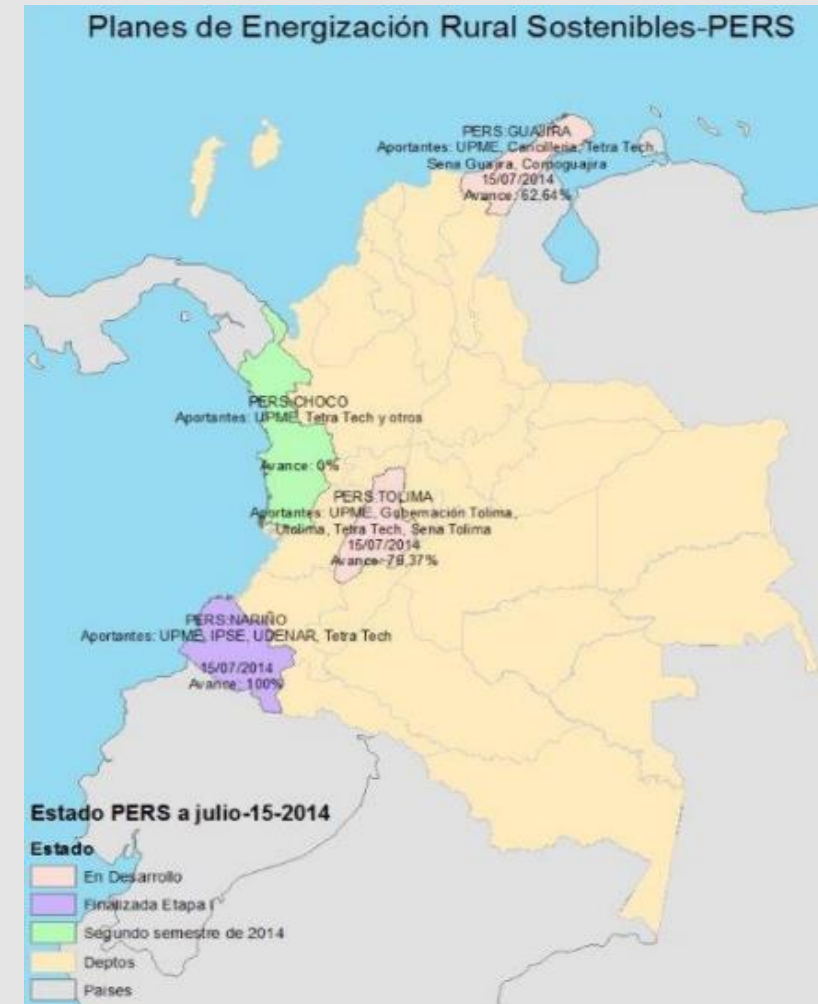 Planes de Energización Rural Sostenibles-PERS
PERS:GUAJIRA
Aportantes: UPME, Cancilleria, Tetra Tech,
Sena Guajira, Corpoguajira
15/07/2014
Avance: 62,64%
PERS:CHOCO
Aportantes: UPME, Tetra Tech y otros
Avance: 0%
PERS:TOLIMA
Aportantes: UPME, Gobernación Tolima,
Utolima, Tetra Tech, Sena Tolima
15/07/2014
Avance: 78,37%
PERS:NARIÑO
Aportantes: UPME, IPSE, UDENAR, Tetra Tech
15/07/2014
Avance: 100%
Estado PERS a julio-15-2014
Estado
En Desarrollo
Finalizada Etapa I
Segundo semestre de 2014
Deptos
Paises